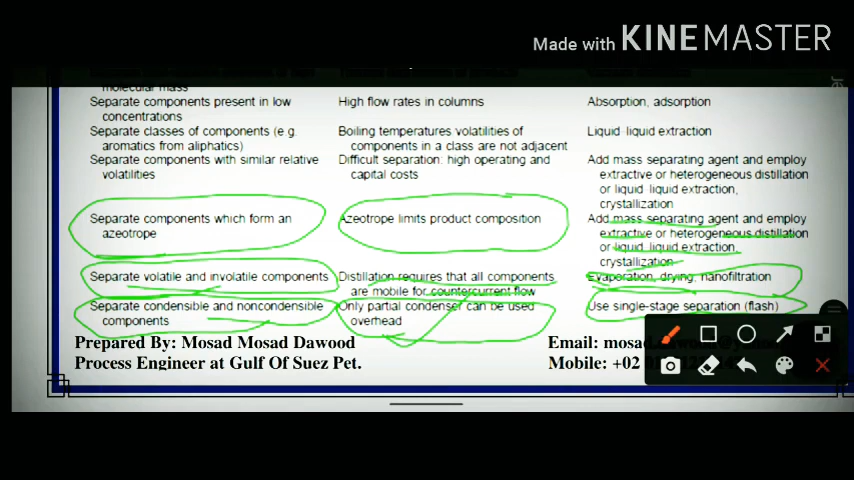 Made with KINEMASTER
molecular mass
Separate components present in low
concentrations
High flow rates in columns
Absorption, adsorption
Separate classes of components (e.g.
aromatics from aliphatics)
Boiling temperatures volatilities of
components in a class are not adjacent
Liquid-liquid extraction
Separate components with similar relative
volatilities
Difficult separation: high operating and
capital costs
Add mass separating agent and employ
extractive or heterogeneous distillation
or liquid-liquid extraction,
crystallization
Separate components which form an
azeotrope
Azeotrope limits product composition
Add mass separating agent and employ
extractive or heterogeneous distillation
or liquid-liquid extraction,
crystallization
Separate volatile and involatile components
Distillation requires that all components
are mobile for countercurrent flow
Evaporation, drying, nanofiltration
Separate condensible and noncondensible
components
Only partial condenser can be used
overhead
Use single-stage separation (flash)
Prepared By: Mosad Mosad Dawood
Process Engineer at Gulf Of Suez Pet.
Email:
Mobile: +02